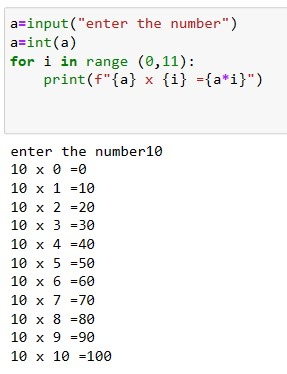 a=input("enter the number")
a=int(a)
for i in range (0,11):
    print(f"{a} x {i} ={a*i}")
enter the number10
10 x 0 =0
10 x 1 =10
10 x 2 =20
10 x 3 =30
10 x 4 =40
10 x 5 =50
10 x 6 =60
10 x 7 =70
10 x 8 =80
10 x 9 =90
10 x 10 =100